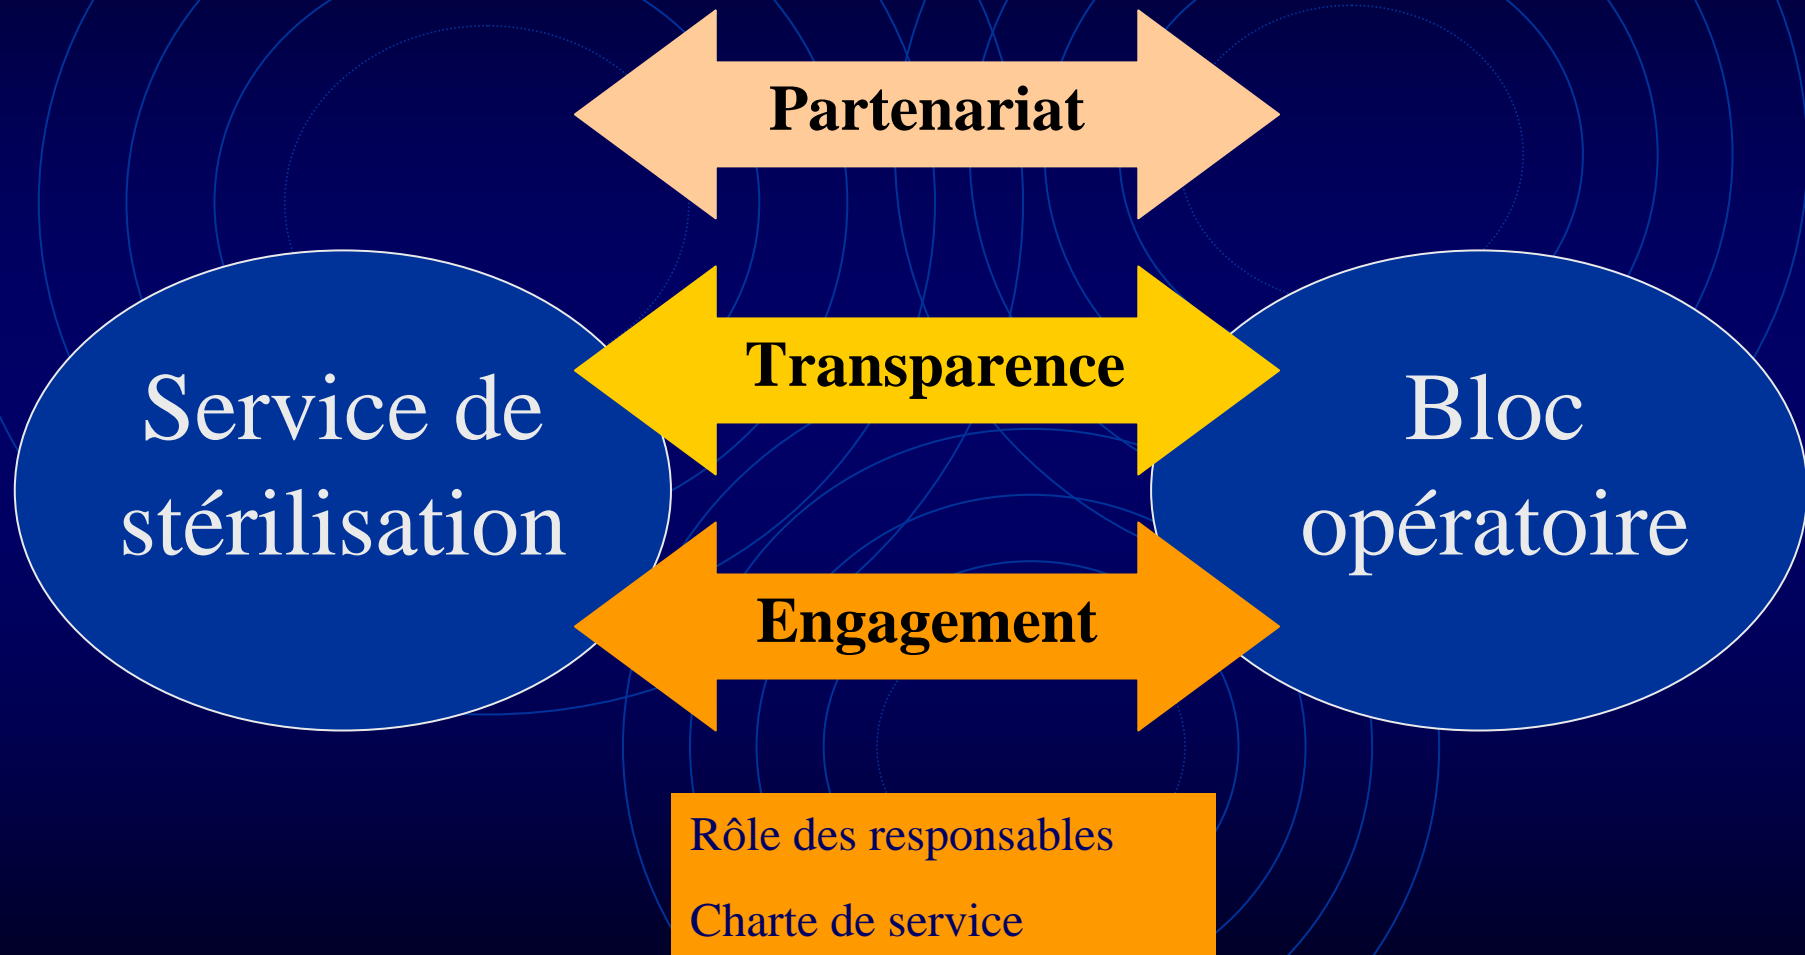 Partenariat
Transparence
Service de
stérilisation
Bloc
opératoire
Engagement
Rôle des responsables
Charte de service